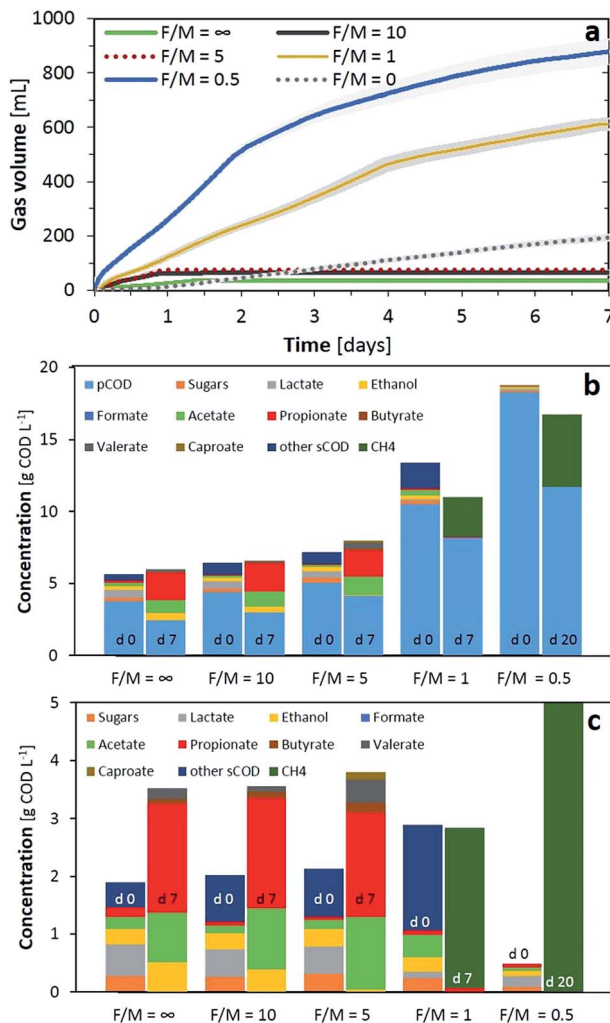 F/M = ∞ F/M = 10
F/M = 5 F/M = 1
F/M = 0.5 F/M = 0
a
Gas volume [mL]
1000
800
600
400
200
0
0 1 2 3 4 5 6 7
Time [days]
b
pCOD Sugars Lactate Ethanol
Formate Acetate Propionate Butyrate
Valerate Caproate other sCOD CH4
Concentration [g COD L⁻¹]
20
15
10
5
0
d 0 d 7 d 0 d 7 d 0 d 7 d 0 d 7 d 0 d 20
F/M = ∞ F/M = 10 F/M = 5 F/M = 1 F/M = 0.5
c
Sugars Lactate Ethanol Formate
Acetate Propionate Butyrate Valerate
Caproate other sCOD CH4
Concentration [g COD L⁻¹]
5
4
3
2
1
0
d 0 d 7 d 0 d 7 d 0 d 7 d 0 d 7 d 0 d 20
F/M = ∞ F/M = 10 F/M = 5 F/M = 1 F/M = 0.5